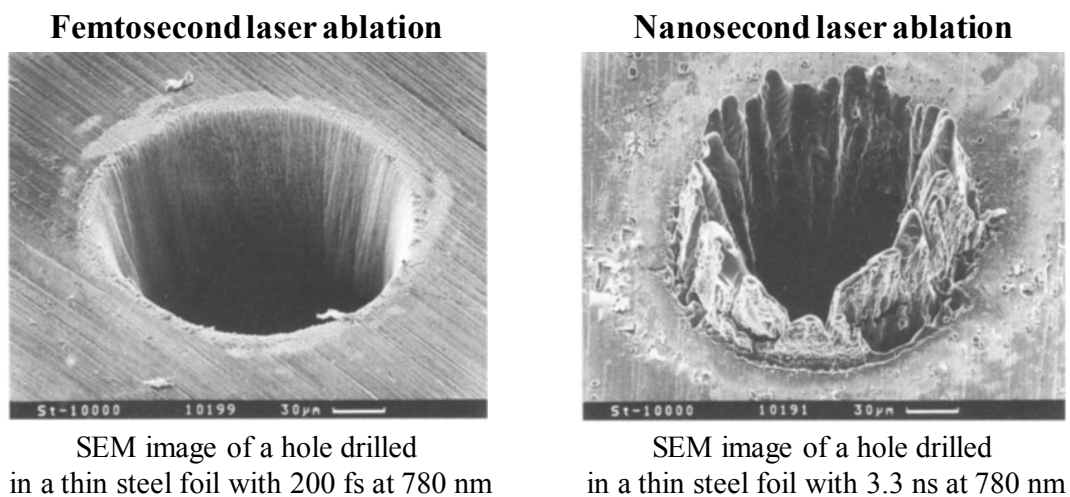 Femtosecond laser ablation
Nanosecond laser ablation
St-10000 10199 30µm
St-10000 10191 30µm
SEM image of a hole drilled
in a thin steel foil with 200 fs at 780 nm
SEM image of a hole drilled
in a thin steel foil with 3.3 ns at 780 nm